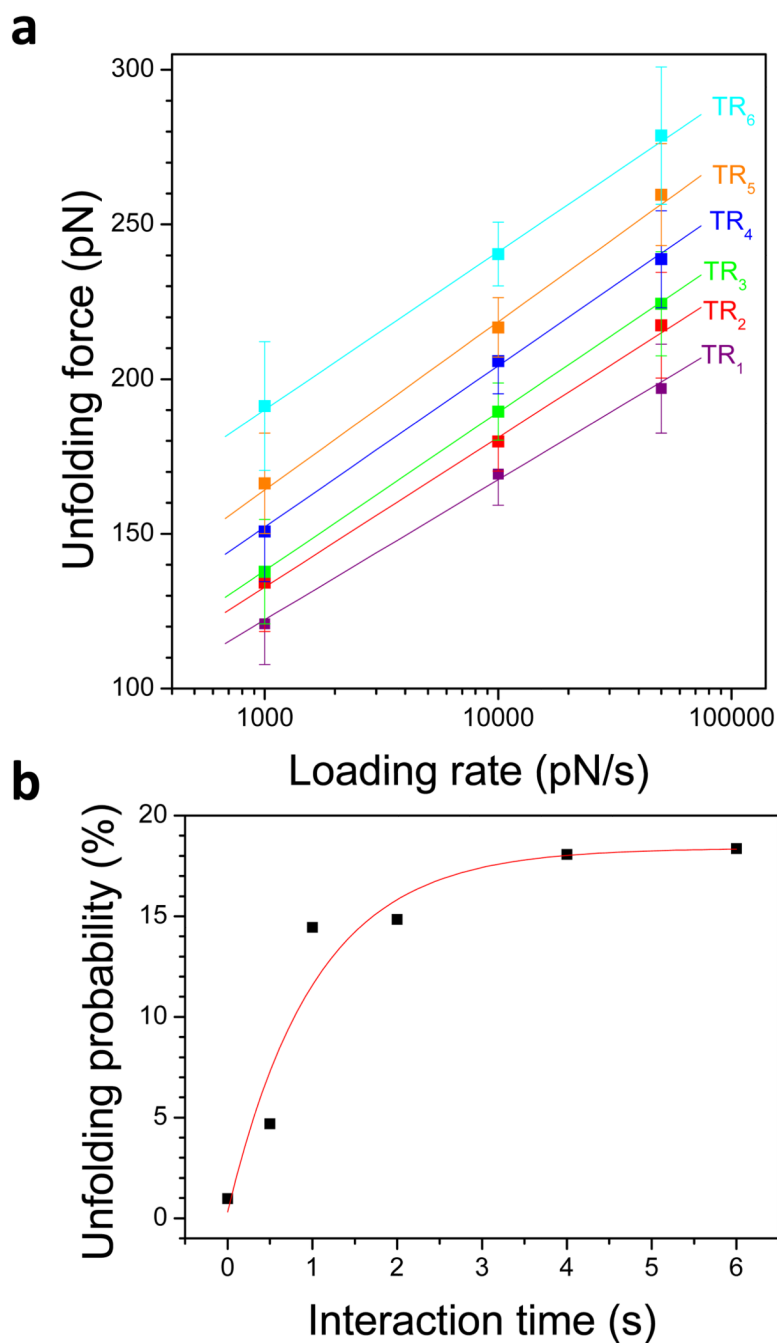 a
Unfolding force (pN)
300
250
200
150
100
TR6
TR5
TR4
TR3
TR2
TR1
1000
10000
100000
Loading rate (pN/s)
b
Unfolding probability (%)
20
15
10
5
0
0
1
2
3
4
5
6
Interaction time (s)